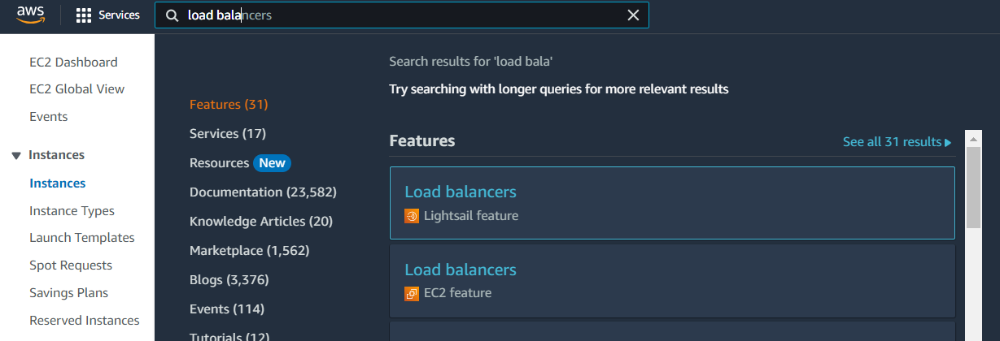 aws
Services
load balancers
EC2 Dashboard
EC2 Global View
Events
Instances
Instances
Instance Types
Launch Templates
Spot Requests
Savings Plans
Reserved Instances
Features (31)
Services (17)
Resources New
Documentation (23,582)
Knowledge Articles (20)
Marketplace (1,562)
Blogs (3,376)
Events (114)
Tutorials (12)
Search results for 'load bala'
Try searching with longer queries for more relevant results
Features
See all 31 results
Load balancers
Lightsail feature
Load balancers
EC2 feature